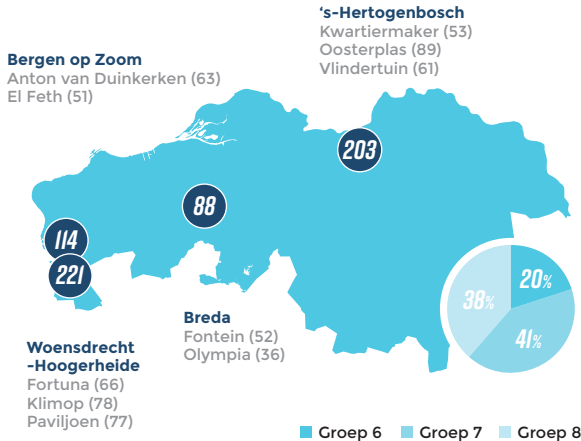 's-Hertogenbosch
Kwartiermaker (53)
Oosterplas (89)
Vlindertuin (61)
Bergen op Zoom
Anton van Duinkerken (63)
El Feth (51)
203
88
114
221
20%
38%
41%
Breda
Fontein (52)
Olympia (36)
Woensdrecht
-Hoogerheide
Fortuna (66)
Klimop (78)
Paviljoen (77)
Groep 6 Groep 7 Groep 8